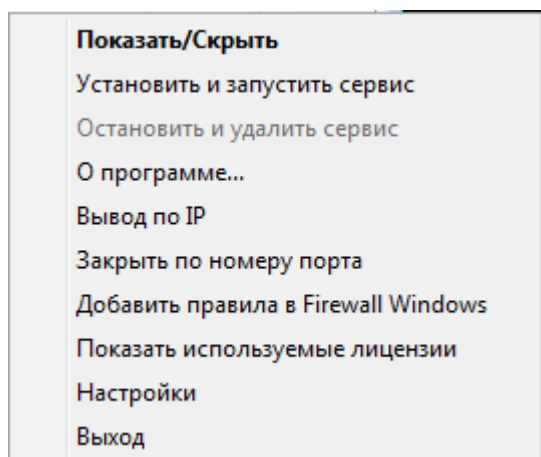 Показать/Скрыть
Установить и запустить сервис
Остановить и удалить сервис
О программе...
Вывод по IP
Закрыть по номеру порта
Добавить правила в Firewall Windows
Показать используемые лицензии
Настройки
Выход